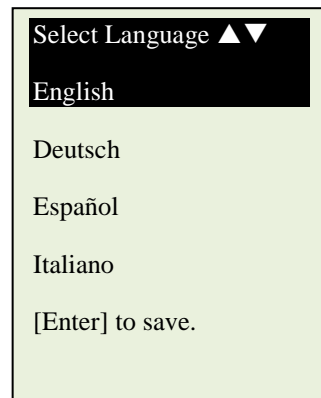 Select Language ▲▼
English
Deutsch
Español
Italiano
[Enter] to save.